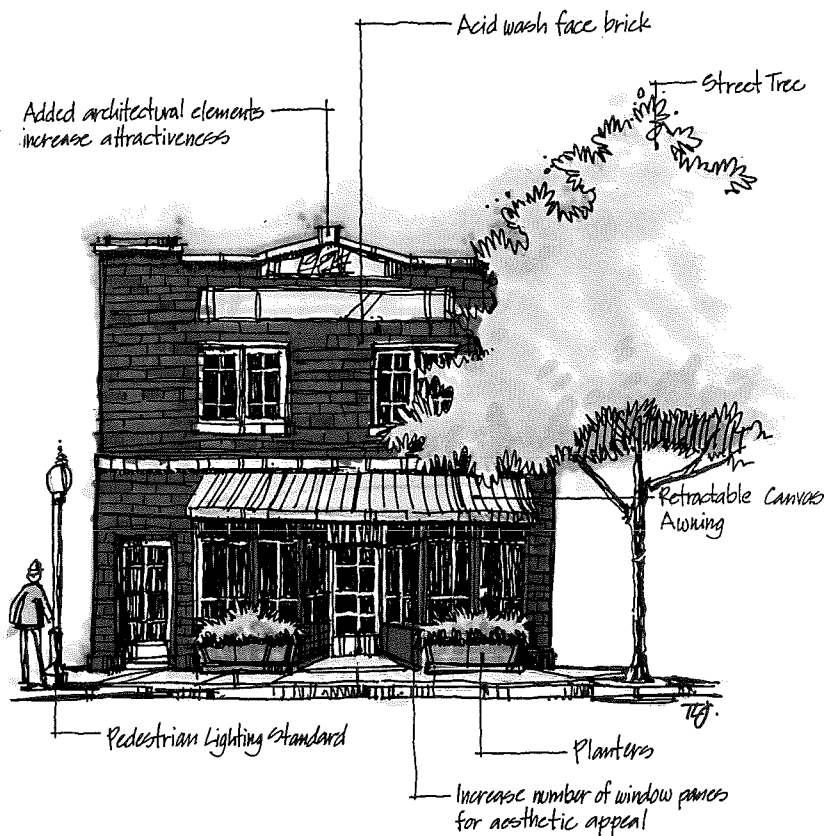 Acid wash face brick
Street Tree
Added architectural elements
increase attractiveness
1924
Retractable Canvas
Awning
Pedestrian Lighting Standard
Planters
Increase number of window panes
for aesthetic appeal